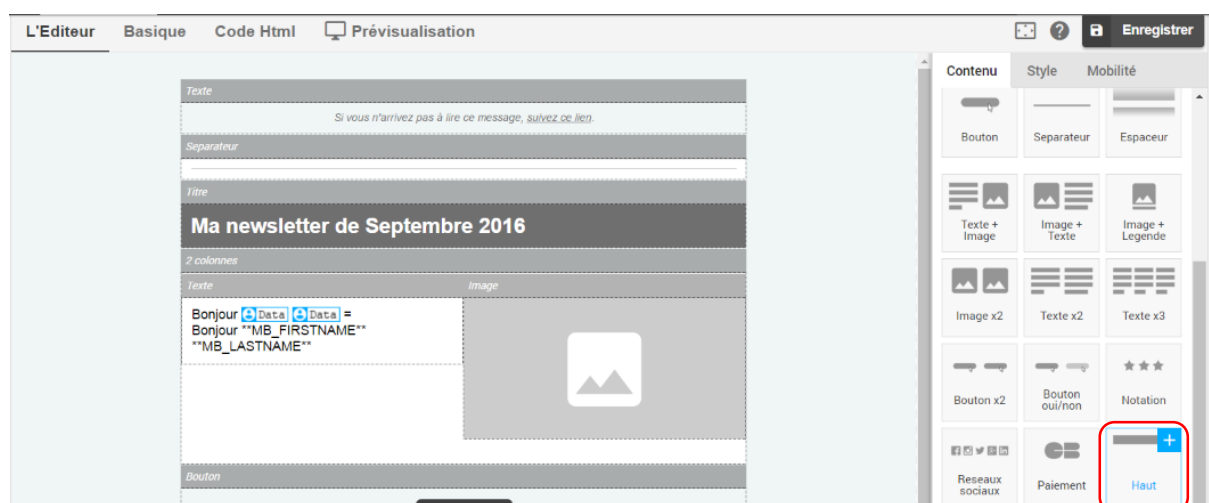 L'Editeur Basique Code Html Prévisualisation Enregistrer
Contenu Style Mobilité
Texte
Si vous n'arrivez pas à lire ce message, suivez ce lien.
Separateur
Titre
Ma newsletter de Septembre 2016
2 colonnes
Texte Image
Bonjour Data Data =
Bonjour **MB_FIRSTNAME**
**MB_LASTNAME**
Bouton
Bouton Separateur Espaceur
Texte +
Image
Image +
Texte
Image +
Legende
Image x2 Texte x2 Texte x3
Bouton x2
Bouton
oui/non
Notation
Reseaux
sociaux
Paiement
Haut